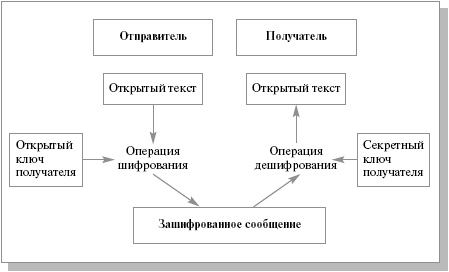 Отправитель
Получатель
Открытый текст
Открытый текст
Открытый
ключ
получателя
Операция
шифрования
Операция
дешифрования
Секретный
ключ
получателя
Зашифрованное сообщение